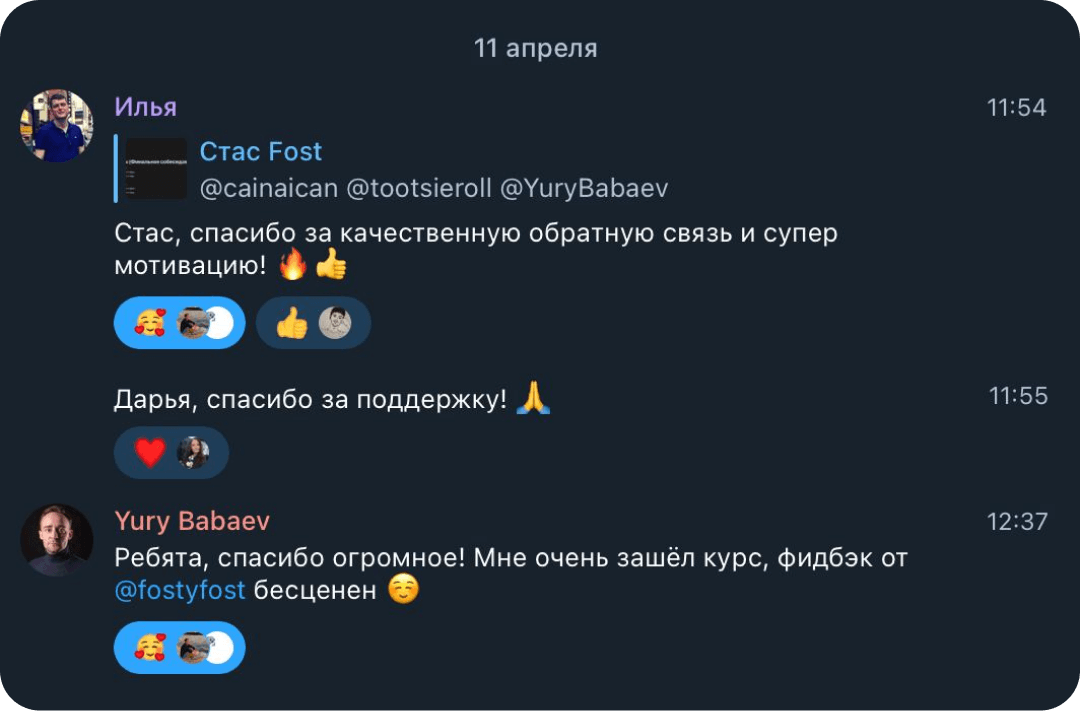 11 апреля
Илья 11:54
Стас Fost
@cainaican @tootsieroll @YuryBabaev
Стас, спасибо за качественную обратную связь и супер
мотивацию! 🔥👍
Дарья, спасибо за поддержку! 🙏 11:55
Yury Babaev 12:37
Ребята, спасибо огромное! Мне очень зашёл курс, фидбэк от
@fostyfost бесценен ☺️